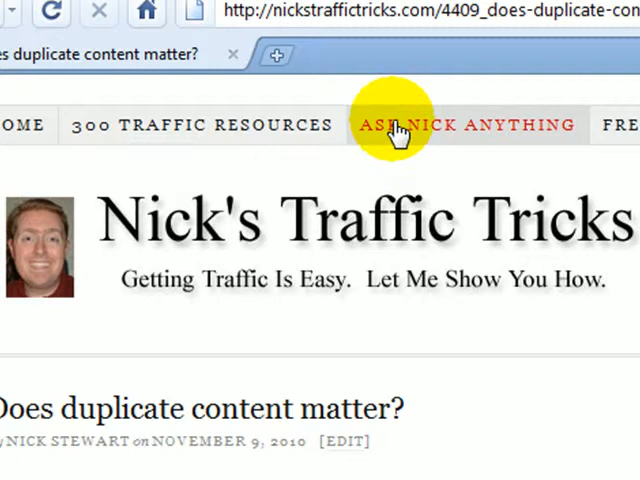 http://nickstraffictricks.com/4409_does-duplicate-con
es duplicate content matter?
OME 300 TRAFFIC RESOURCES ASK NICK ANYTHING FRE
Nick's Traffic Tricks
Getting Traffic Is Easy. Let Me Show You How.
Does duplicate content matter?
by NICK STEWART on NOVEMBER 9, 2010 [EDIT]